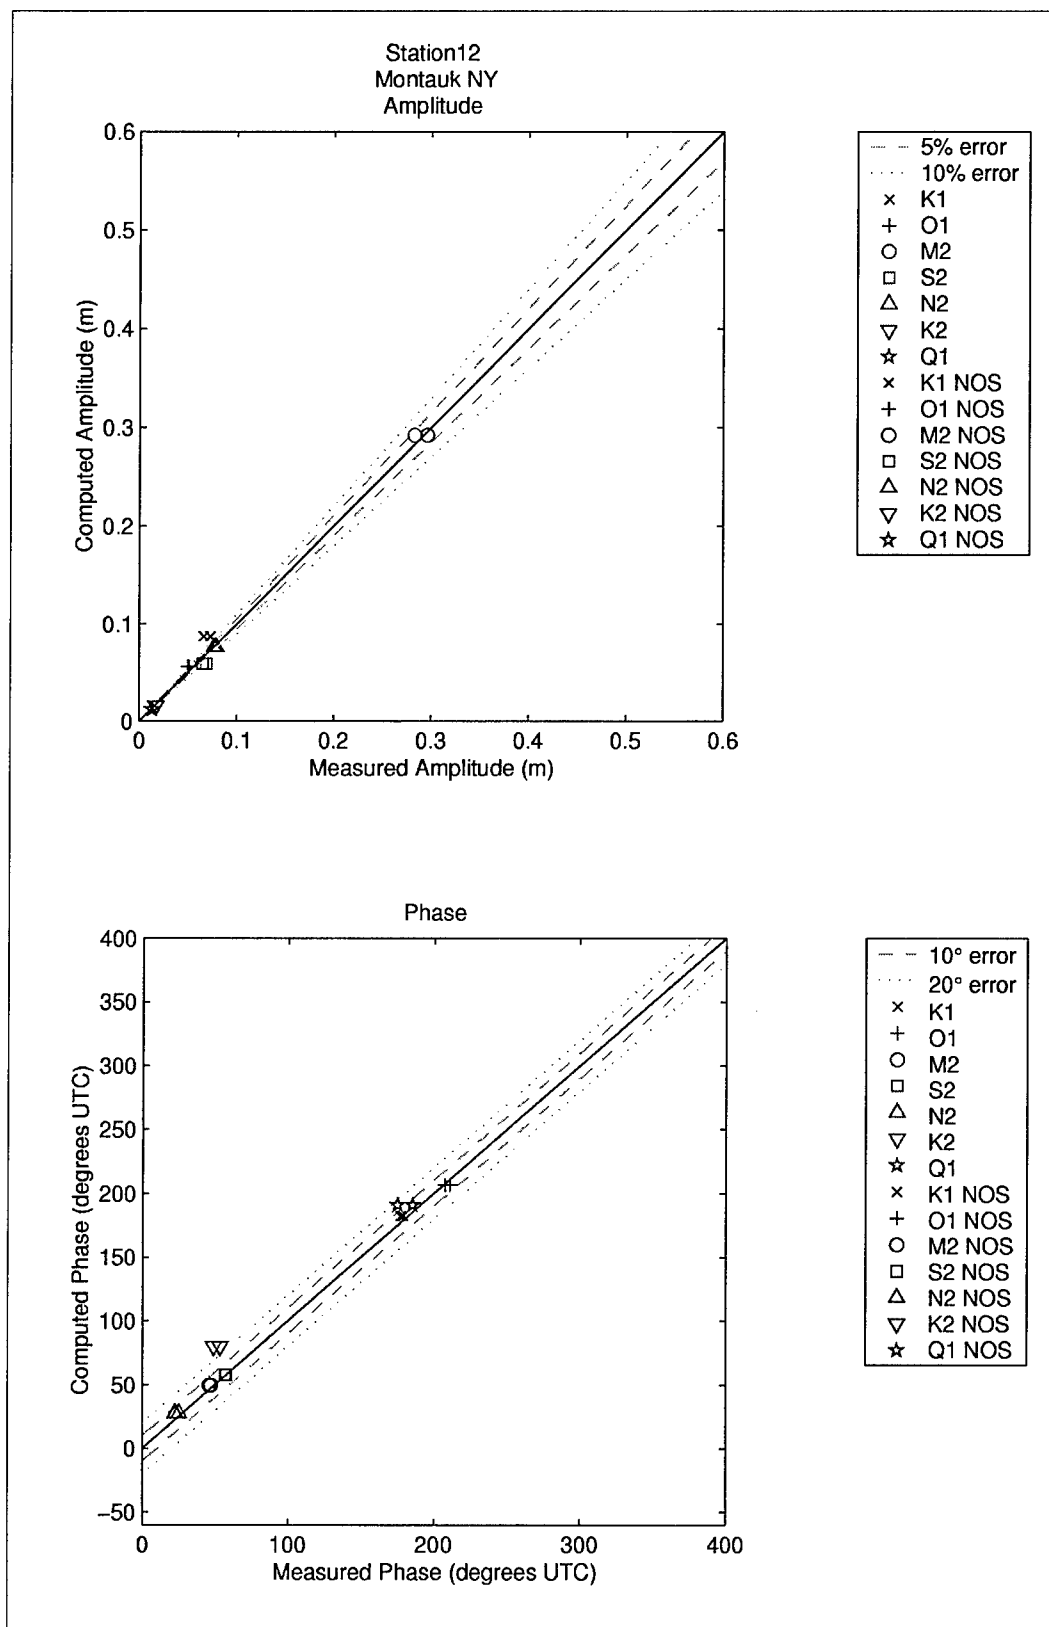 Station12
Montauk NY
Amplitude
0.6
0.5
0.4
0.3
0.2
0.1
0
Computed Amplitude (m)
0 0.1 0.2 0.3 0.4 0.5 0.6
Measured Amplitude (m)
5% error
10% error
K1
O1
M2
S2
N2
K2
Q1
K1 NOS
O1 NOS
M2 NOS
S2 NOS
N2 NOS
K2 NOS
Q1 NOS
Phase
400
350
300
250
200
150
100
50
0
−50
Computed Phase (degrees UTC)
0 100 200 300 400
Measured Phase (degrees UTC)
10° error
20° error
K1
O1
M2
S2
N2
K2
Q1
K1 NOS
O1 NOS
M2 NOS
S2 NOS
N2 NOS
K2 NOS
Q1 NOS